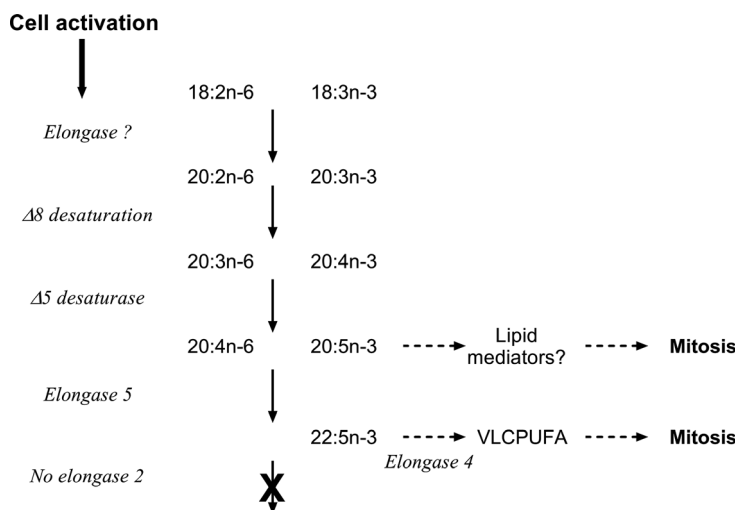 Cell activation
18:2n-6 18:3n-3
Elongase ?
20:2n-6 20:3n-3
Δ8 desaturation
20:3n-6 20:4n-3
Δ5 desaturase
20:4n-6 20:5n-3 Lipid mediators? Mitosis
Elongase 5
22:5n-3 VLCPUFA Mitosis
Elongase 4
No elongase 2
X